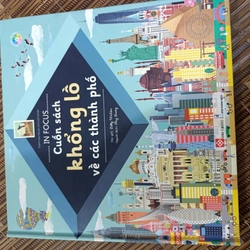 IN FOCUS
Cuốn sách
khổng lồ
về các thành phố